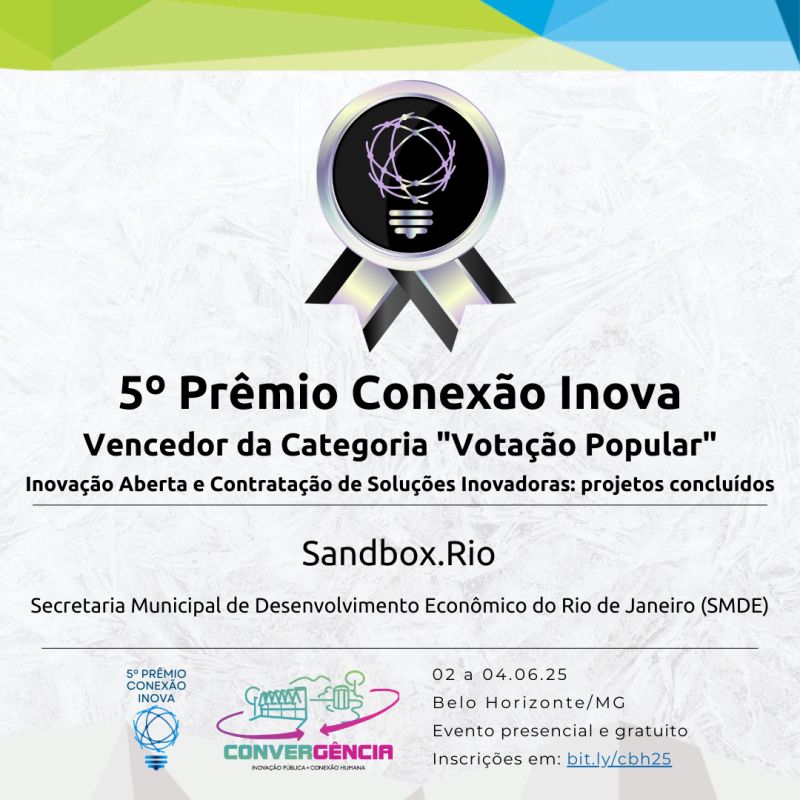 5º Prêmio Conexão Inova
Vencedor da Categoria "Votação Popular"
Inovação Aberta e Contratação de Soluções Inovadoras: projetos concluídos
Sandbox.Rio
Secretaria Municipal de Desenvolvimento Econômico do Rio de Janeiro (SMDE)
5º PRÊMIO
CONEXÃO
INOVA
CONVERGÊNCIA
INOVAÇÃO PÚBLICA • CONEXÃO HUMANA
02 a 04.06.25
Belo Horizonte/MG
Evento presencial e gratuito
Inscrições em: bit.ly/cbh25